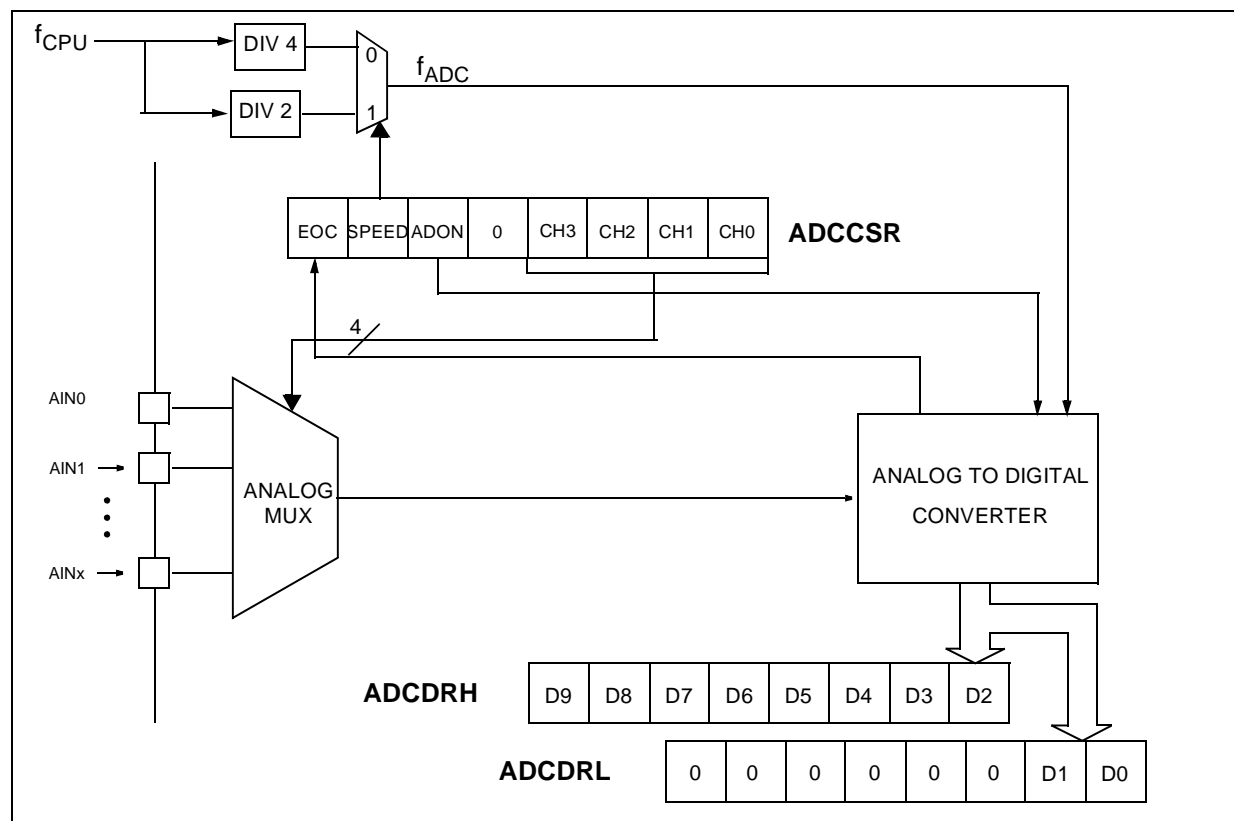 fCPU
DIV 4
0
fADC
DIV 2
1
EOC SPEED ADON 0 CH3 CH2 CH1 CH0 ADCCSR
4
AIN0
AIN1
AINx
ANALOG
MUX
ANALOG TO DIGITAL
CONVERTER
ADCDRH D9 D8 D7 D6 D5 D4 D3 D2
ADCDRL 0 0 0 0 0 0 D1 D0